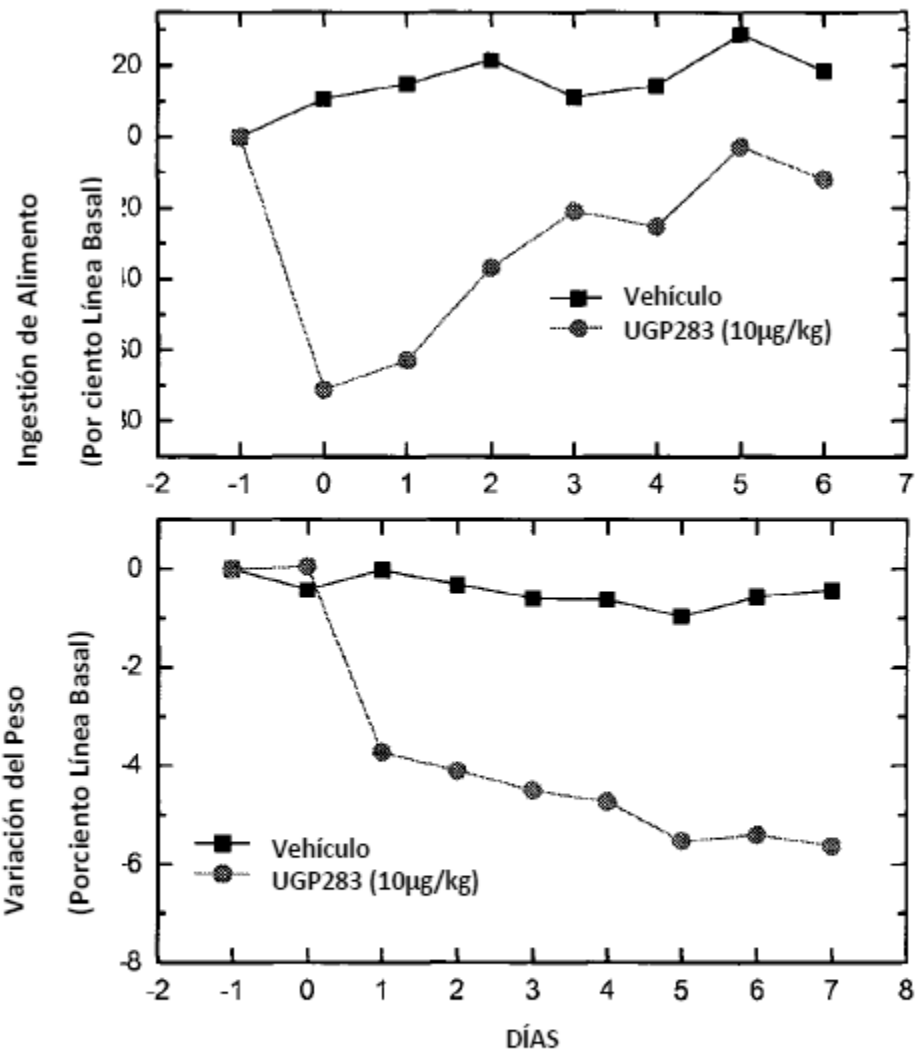 Ingestión de Alimento
(Por ciento Línea Basal)
20
0
20
60
Vehículo
UGP283 (10µg/kg)
-2 -1 0 1 2 3 4 5 6 7
Variación del Peso
(Porciento Línea Basal)
0
-2
-4
-6
-8
Vehículo
UGP283 (10µg/kg)
-2 -1 0 1 2 3 4 5 6 7 8
DÍAS